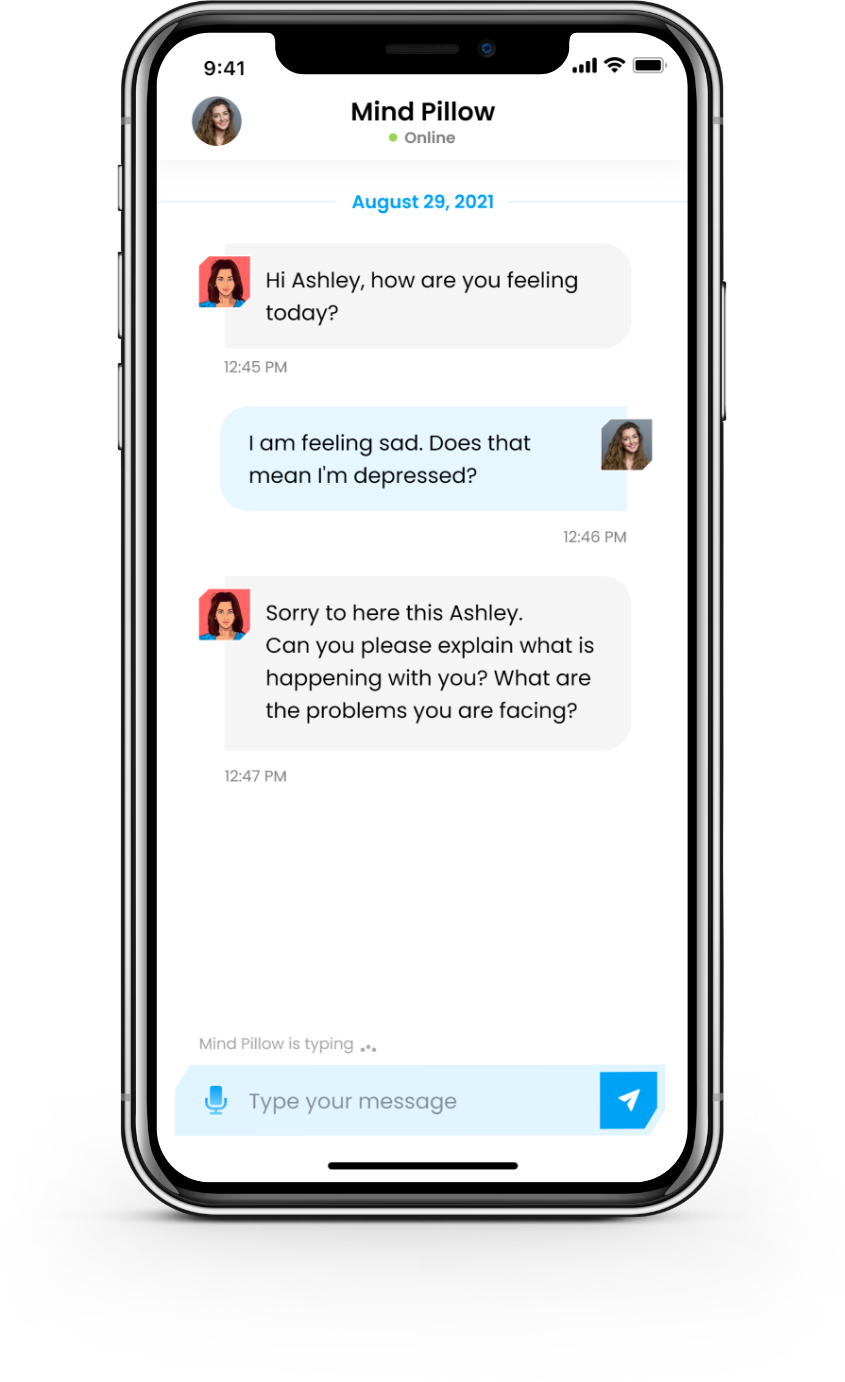 9:41
Mind Pillow
Online
August 29, 2021
Hi Ashley, how are you feeling
today?
12:45 PM
I am feeling sad. Does that
mean I'm depressed?
12:46 PM
Sorry to here this Ashley.
Can you please explain what is
happening with you? What are
the problems you are facing?
12:47 PM
Mind Pillow is typing
Type your message